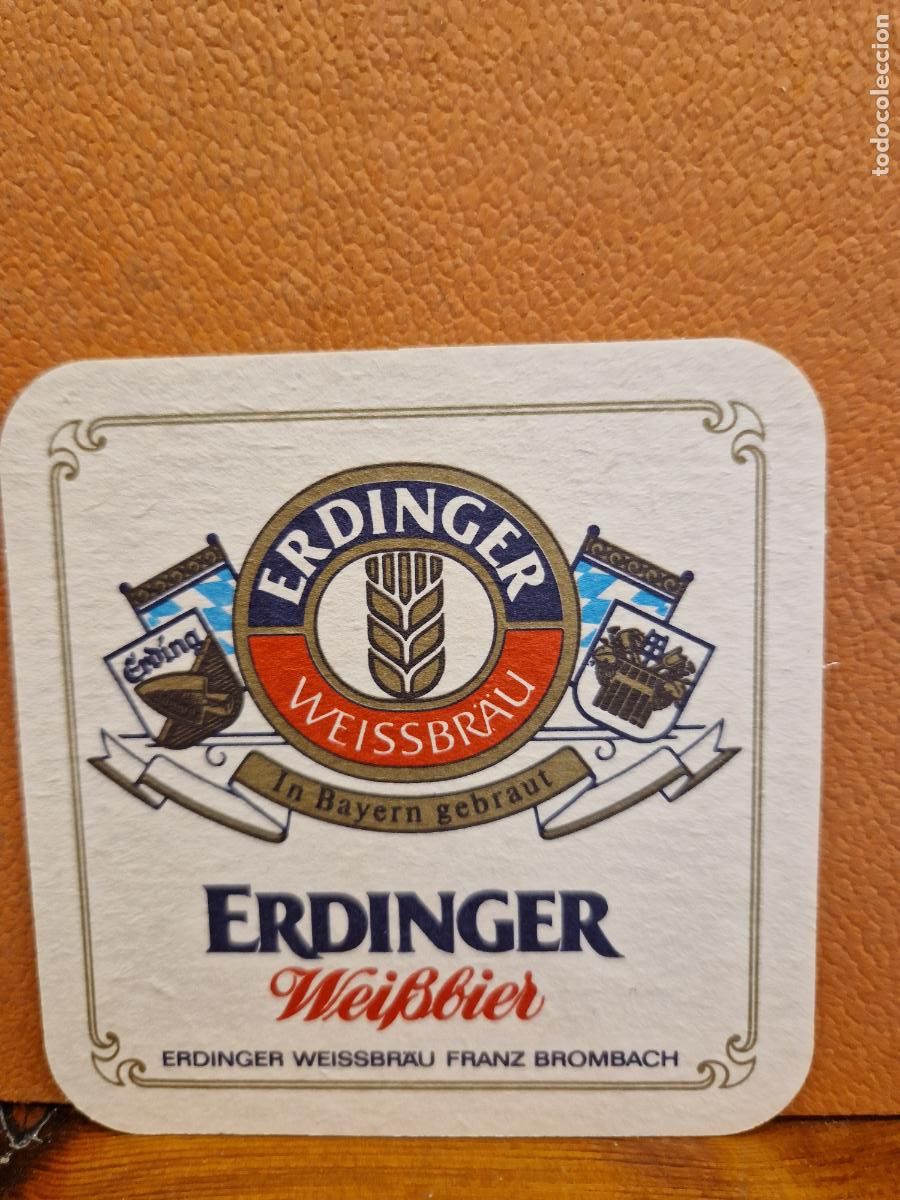 todocoleccion
ERDINGER
WEISSBRÄU
Erding
In Bayern gebraut
ERDINGER
Weißbier
ERDINGER WEISSBRÄU FRANZ BROMBACH